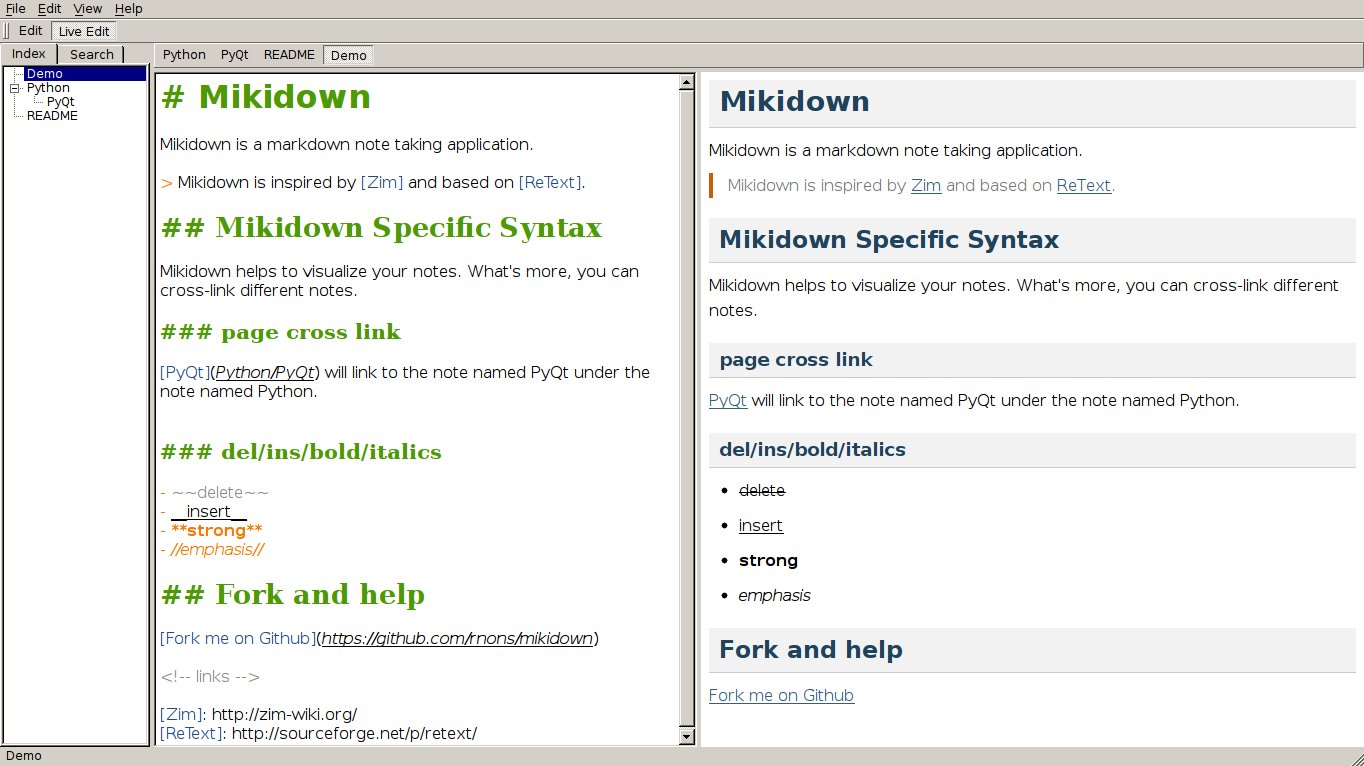 File Edit View Help
Edit Live Edit
Index Search
Demo
Python
PyQt
README
Python PyQt README Demo
# Mikidown
Mikidown is a markdown note taking application.
> Mikidown is inspired by [Zim] and based on [ReText].
## Mikidown Specific Syntax
Mikidown helps to visualize your notes. What's more, you can
cross-link different notes.
### page cross link
[PyQt](Python/PyQt) will link to the note named PyQt under the
note named Python.
### del/ins/bold/italics
- ~~delete~~
- __insert__
- **strong**
- //emphasis//
## Fork and help
[Fork me on Github](https://github.com/rnons/mikidown)
<!-- links -->
[Zim]: http://zim-wiki.org/
[ReText]: http://sourceforge.net/p/retext/
Mikidown
Mikidown is a markdown note taking application.
Mikidown is inspired by Zim and based on ReText.
Mikidown Specific Syntax
Mikidown helps to visualize your notes. What's more, you can cross-link different
notes.
page cross link
PyQt will link to the note named PyQt under the note named Python.
del/ins/bold/italics
• delete
• insert
• strong
• emphasis
Fork and help
Fork me on Github
Demo